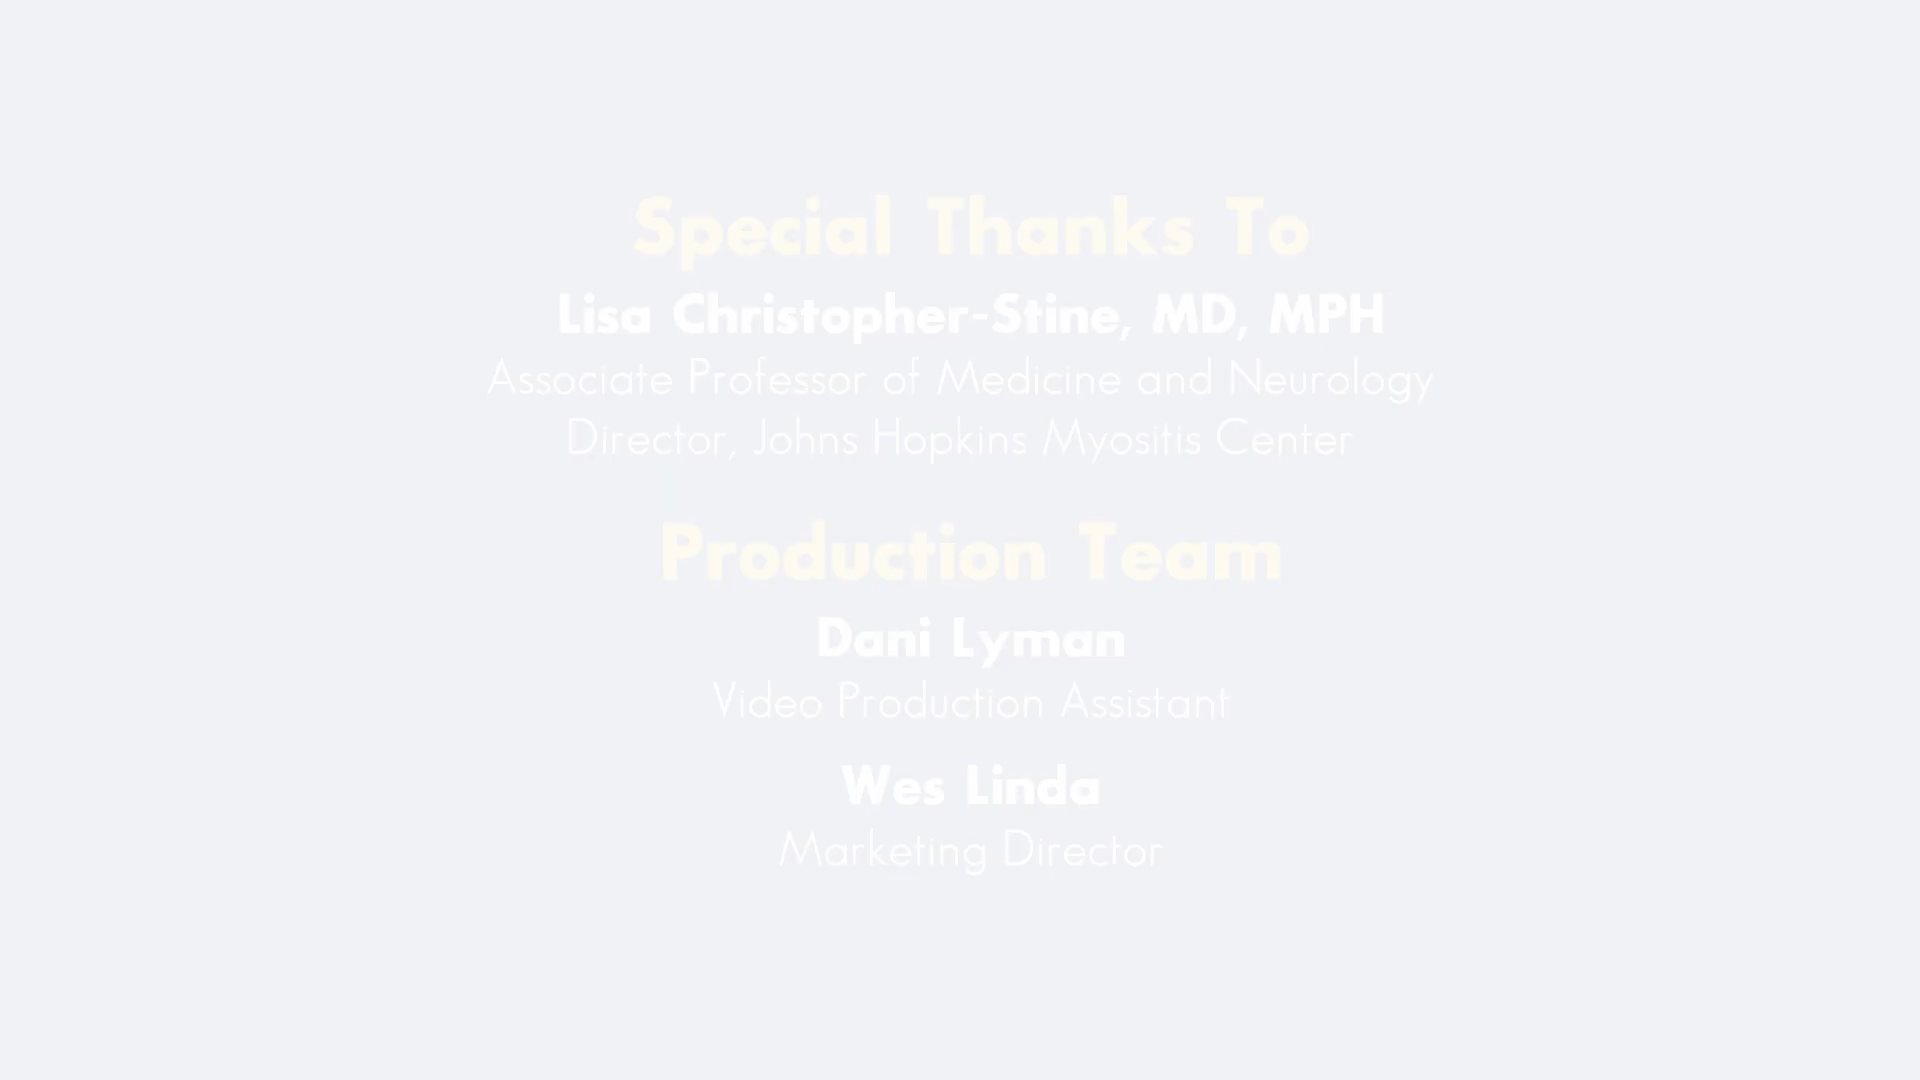 Special Thanks To
Lisa Christopher-Stine, MD, MPH
Associate Professor of Medicine and Neurology
Director, Johns Hopkins Myositis Center
Production Team
Dani Lyman
Video Production Assistant
Wes Linda
Marketing Director